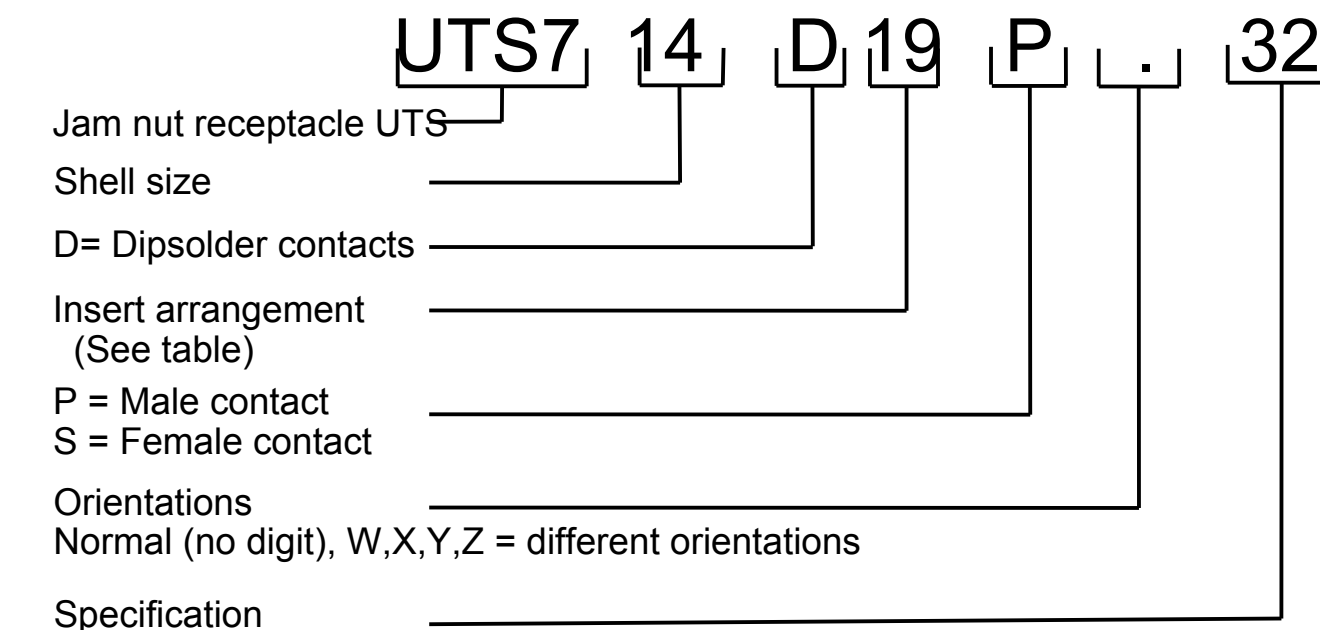 UTS7 14 D 19 P . 32
Jam nut receptacle UTS
Shell size
D= Dipsolder contacts
Insert arrangement
(See table)
P = Male contact
S = Female contact
Orientations
Normal (no digit), W,X,Y,Z = different orientations
Specification